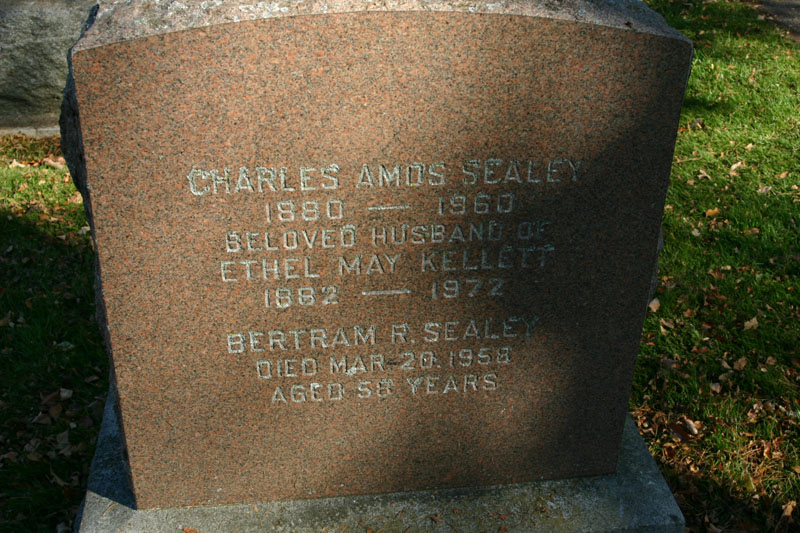 CHARLES AMOS SEALEY
1880 — 1960
BELOVED HUSBAND OF
ETHEL MAY KELLETT
1882 — 1972
BERTRAM R. SEALEY
DIED MAR. 20. 1958
AGED YEARS